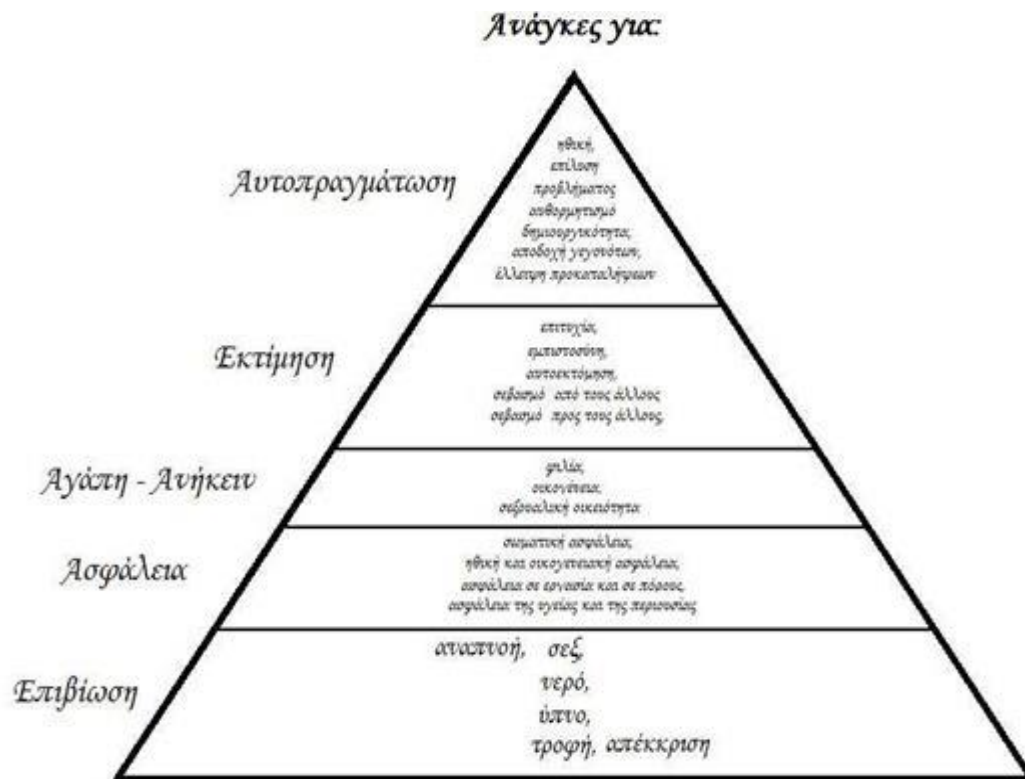 Ανάγκες για:
Αυτοπραγμάτωση
ηθική,
επίλυση
προβλήματος
αυθορμητισμό
δημιουργικότητα,
αποδοχή γεγονότων,
έλλειψη προκαταλήψεων
Εκτίμηση
επιτυχία,
εμπιστοσύνη,
αυτοεκτόμηση,
σεβασμό από τους άλλους
σεβασμό προς τους άλλους,
Αγάπη - Ανήκειν
φιλία,
οικογένεια,
σεξουαλική οικειότητα
Ασφάλεια
σωματική ασφάλεια,
ηθική και οικογενειακή ασφάλεια,
ασφάλεια σε εργασία και σε πόρους,
ασφάλεια της υγείας και της περιουσίας
Επιβίωση
αναπνοή, σεξ,
νερό,
ύπνο,
τροφή, απέκκριση